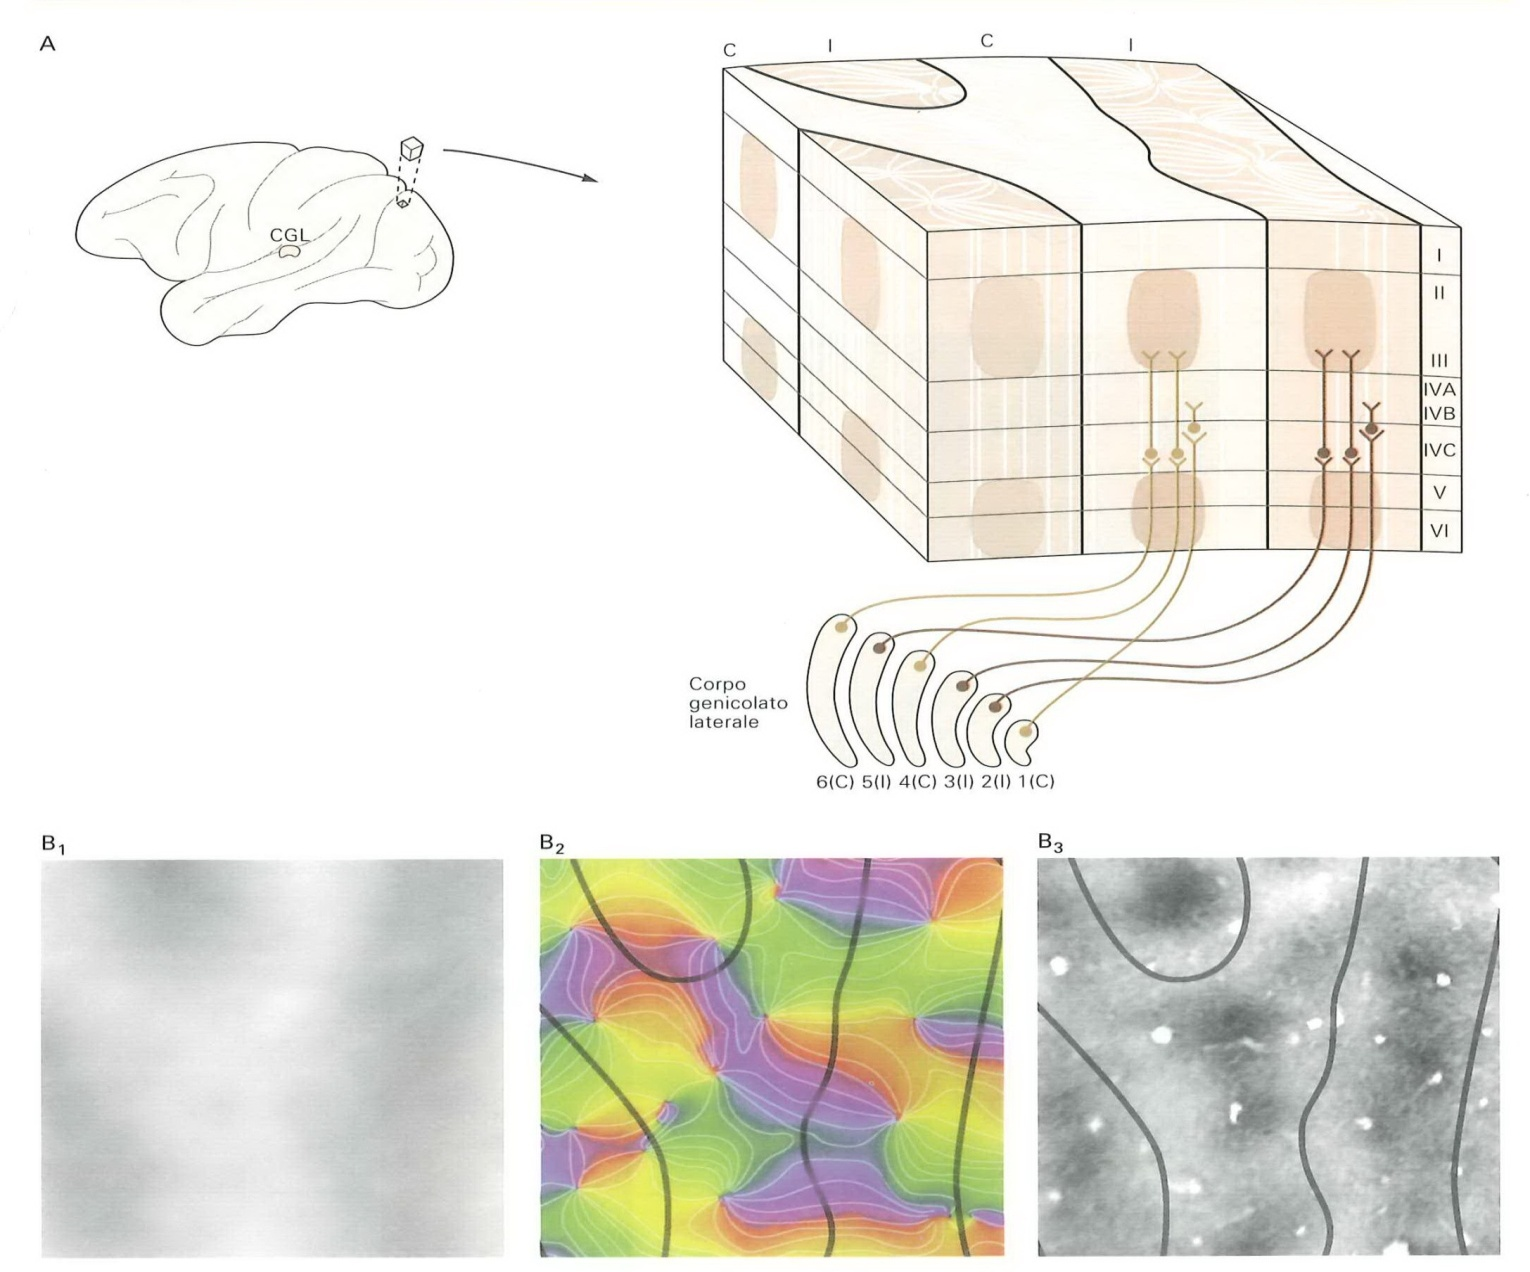 A
C I C I
CGL
I
II
III
IVA
IVB
IVC
V
VI
Corpo
genicolato
laterale
6(C) 5(I) 4(C) 3(I) 2(I) 1(C)
B1 B2 B3